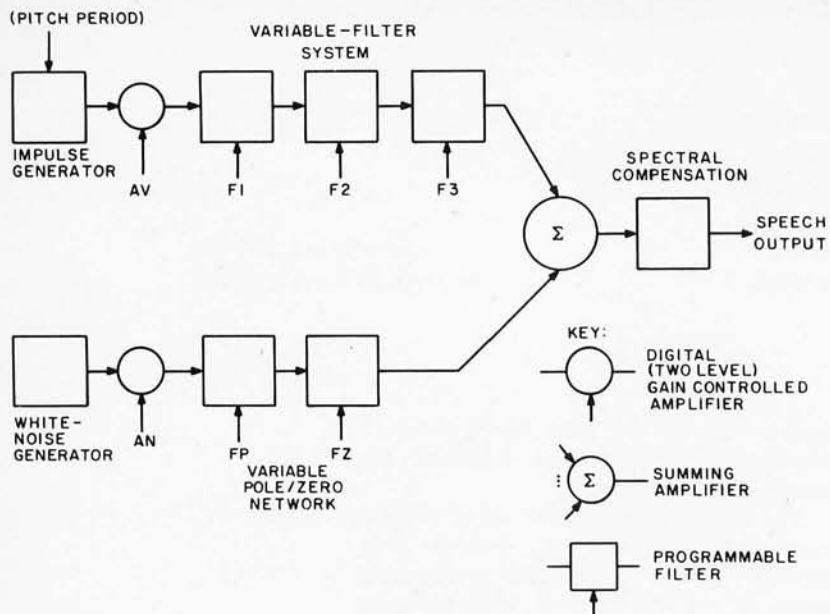 (PITCH PERIOD)
VARIABLE-FILTER
SYSTEM
IMPULSE
GENERATOR
AV
F1
F2
F3
SPECTRAL
COMPENSATION
Σ
SPEECH
OUTPUT
WHITE-
NOISE
GENERATOR
AN
FP
FZ
VARIABLE
POLE/ZERO
NETWORK
KEY:
DIGITAL
(TWO LEVEL)
GAIN CONTROLLED
AMPLIFIER
Σ
SUMMING
AMPLIFIER
PROGRAMMABLE
FILTER